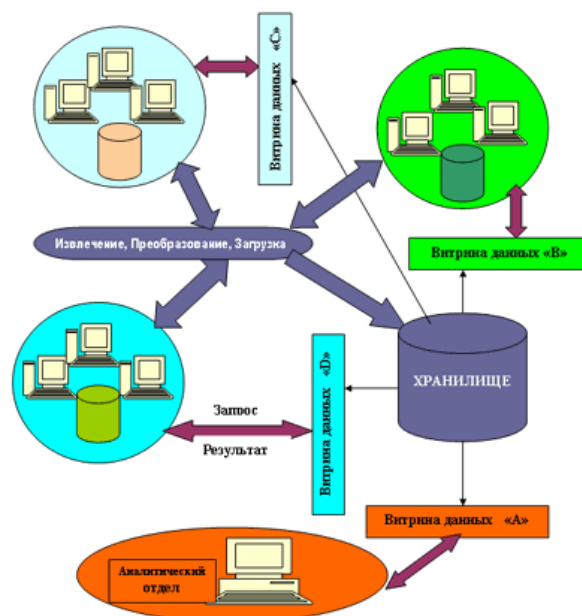 Витрина данных «C»
Извлечение, Преобразование, Загрузка
Витрина данных «B»
ХРАНИЛИЩЕ
Витрина данных «D»
Запрос
Результат
Витрина данных «A»
Аналитический
отдел